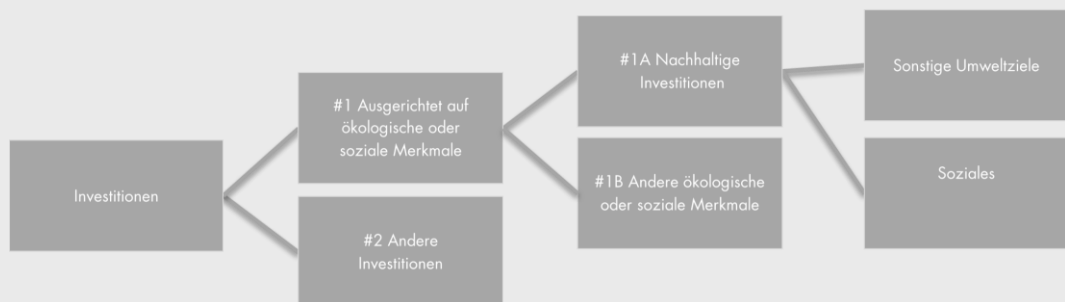 Investitionen
#1 Ausgerichtet auf
ökologische oder
soziale Merkmale
#2 Andere
Investitionen
#1A Nachhaltige
Investitionen
#1B Andere ökologische
oder soziale Merkmale
Sonstige Umweltziele
Soziales